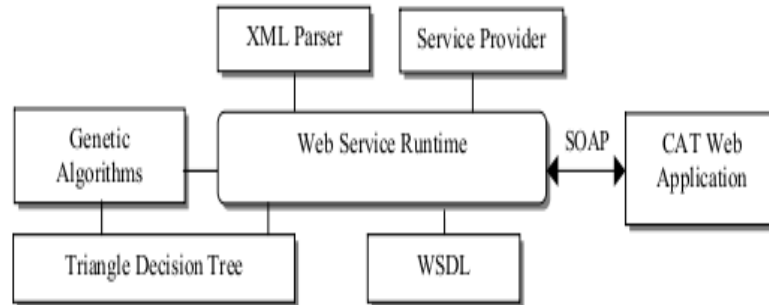 XML Parser
Service Provider
Genetic
Algorithms
Web Service Runtime
SOAP
CAT Web
Application
Triangle Decision Tree
WSDL